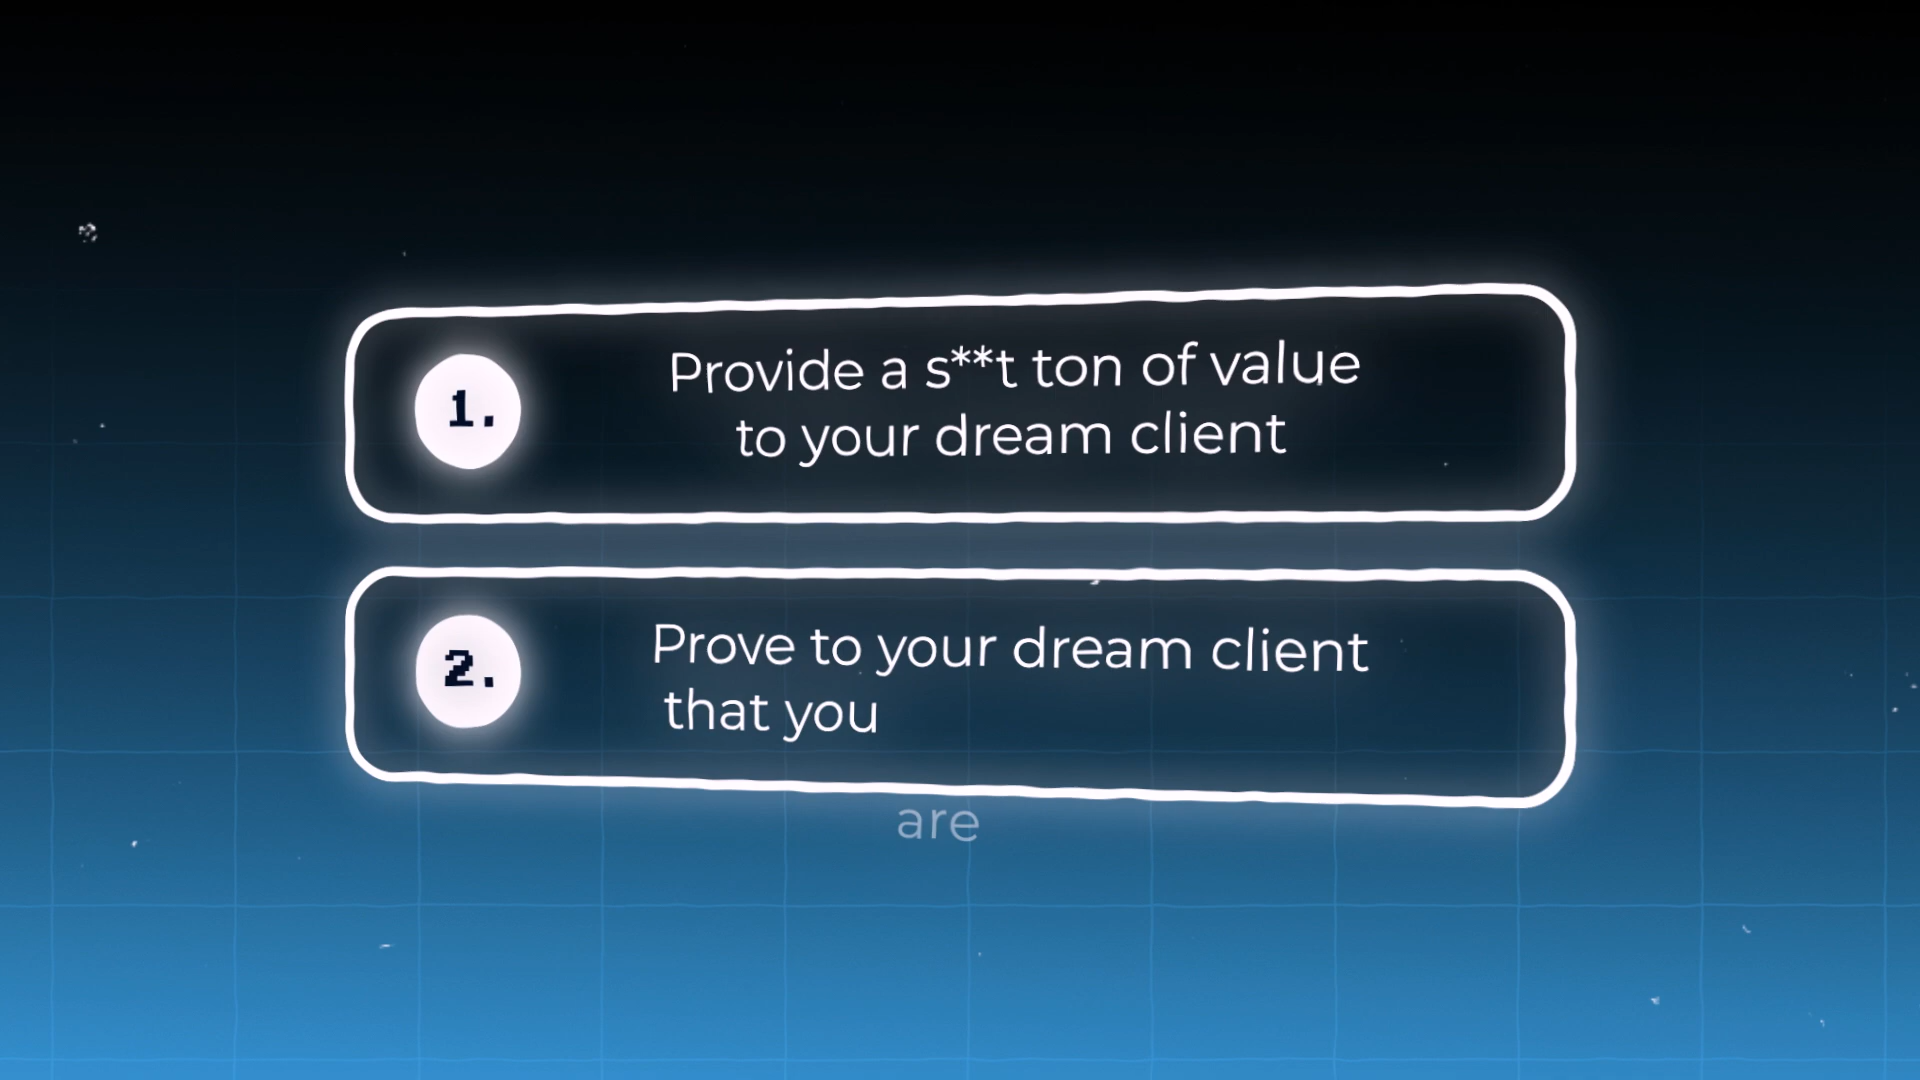 1.
Provide a s**t ton of value
to your dream client
2.
Prove to your dream client
that you
are